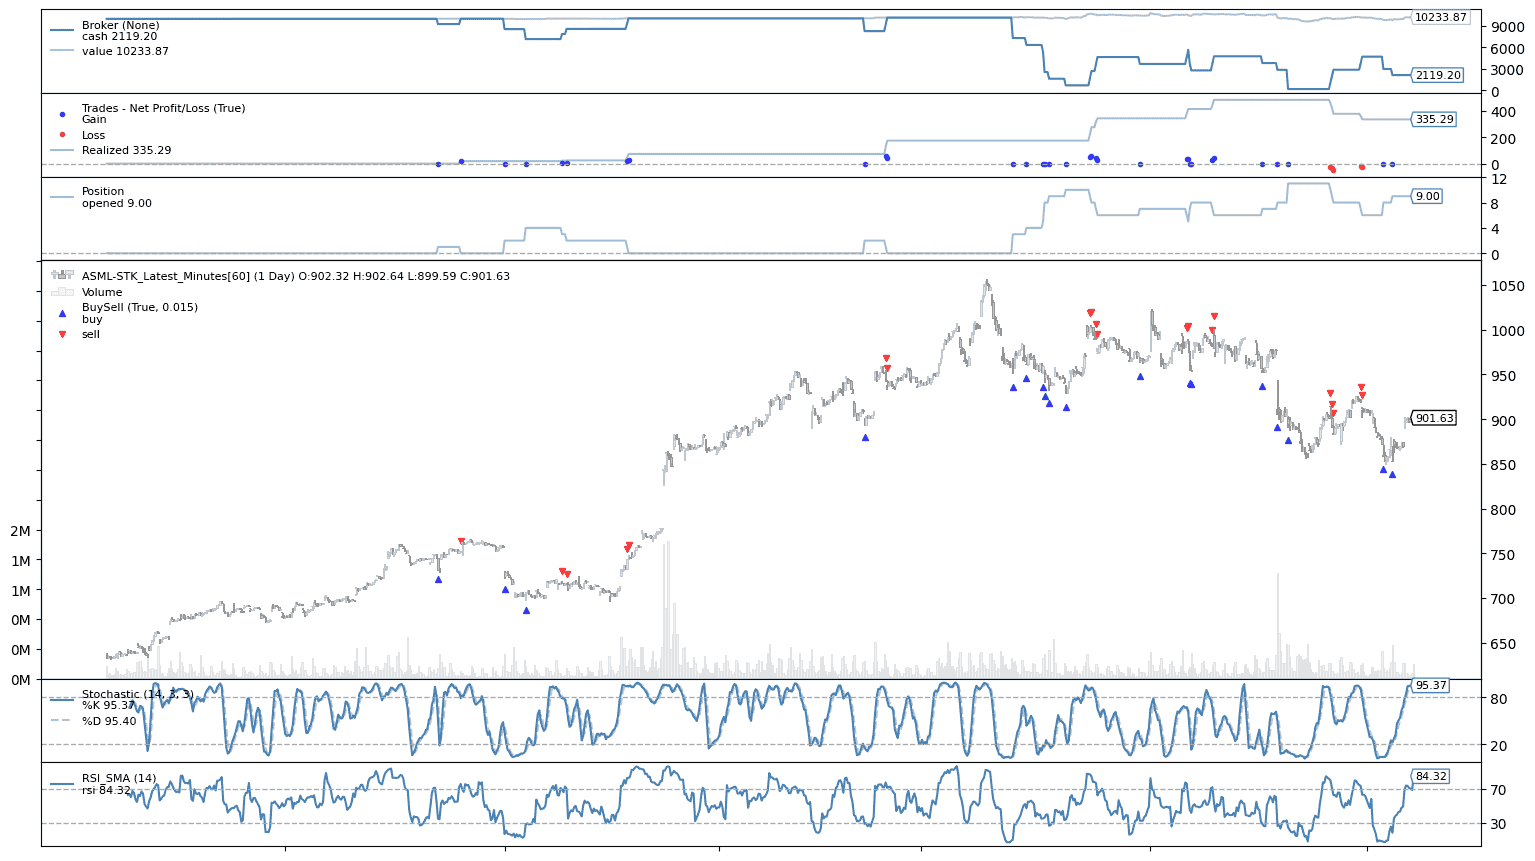 Broker (None)
cash 2119.20
value 10233.87
10233.87
9000
6000
3000
2119.20
0
Trades - Net Profit/Loss (True)
Gain
Loss
Realized 335.29
400
335.29
200
0
Position
opened 9.00
12
9.00
8
4
0
ASML-STK_Latest_Minutes[60] (1 Day) O:902.32 H:902.64 L:899.59 C:901.63
Volume
BuySell (True, 0.015)
buy
sell
1050
1000
950
901.63
900
850
800
750
700
650
2M
1M
1M
0M
0M
0M
Stochastic (14, 3, 3)
%K 95.37
%D 95.40
95.37
80
20
RSI_SMA (14)
rsi 84.32
84.32
70
30